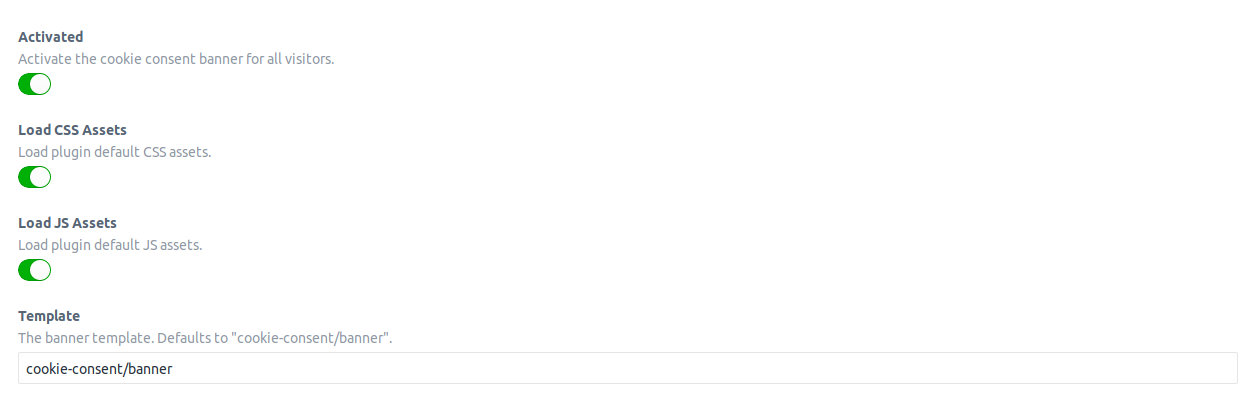 Activated
Activate the cookie consent banner for all visitors.
Load CSS Assets
Load plugin default CSS assets.
Load JS Assets
Load plugin default JS assets.
Template
The banner template. Defaults to "cookie-consent/banner".
cookie-consent/banner